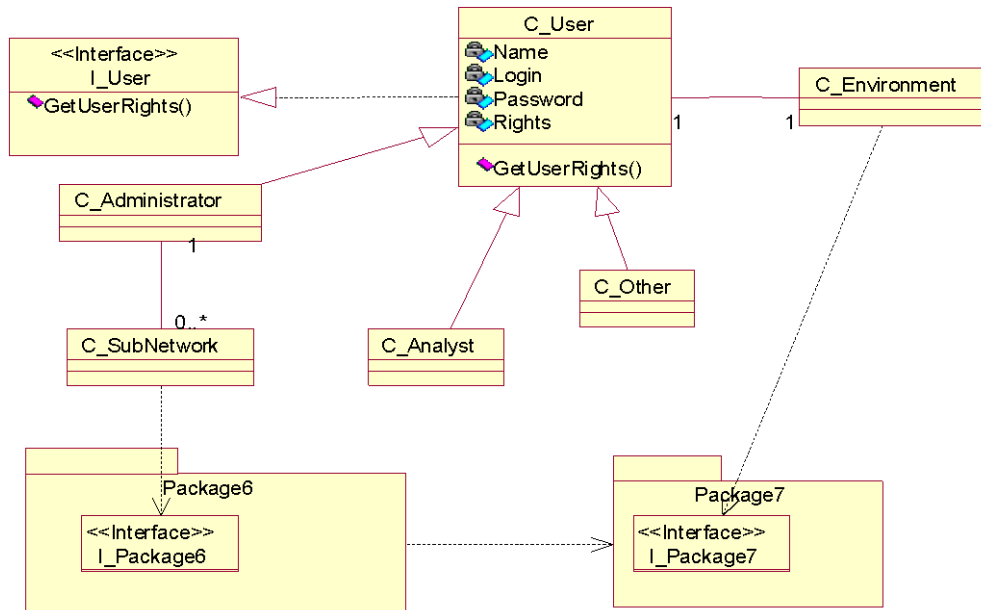 C_User
Name
Login
Password
Rights
GetUserRights()
<<Interface>>
I_User
GetUserRights()
C_Environment
1
1
C_Administrator
1
0..*
C_SubNetwork
C_Other
C_Analyst
Package6
<<Interface>>
I_Package6
Package7
<<Interface>>
I_Package7